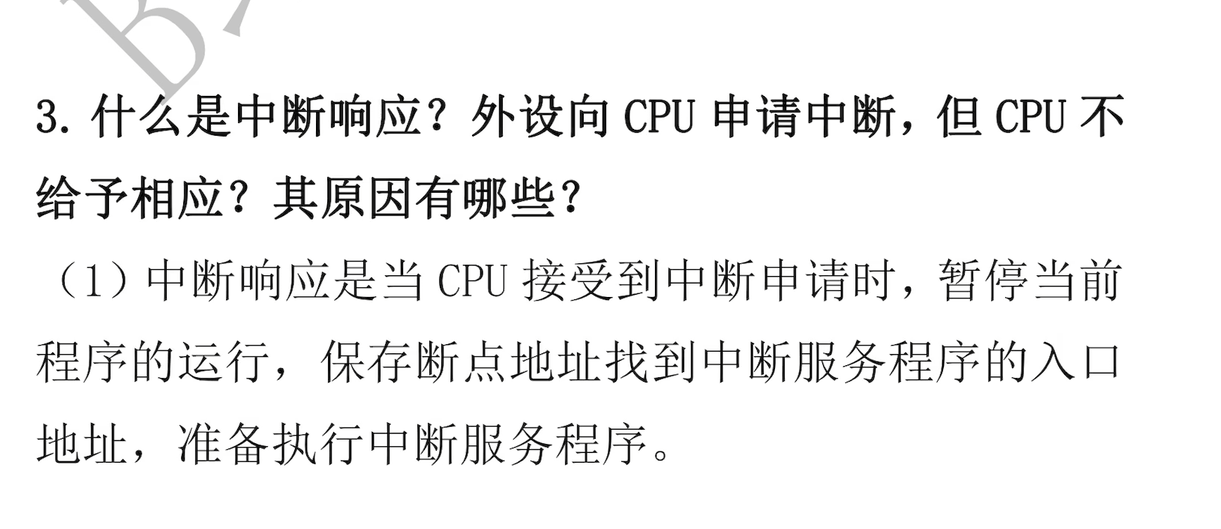 3. 什么是中断响应？外设向 CPU 申请中断，但 CPU 不
给予相应？其原因有哪些？
（1）中断响应是当 CPU 接受到中断申请时，暂停当前
程序的运行，保存断点地址找到中断服务程序的入口
地址，准备执行中断服务程序。